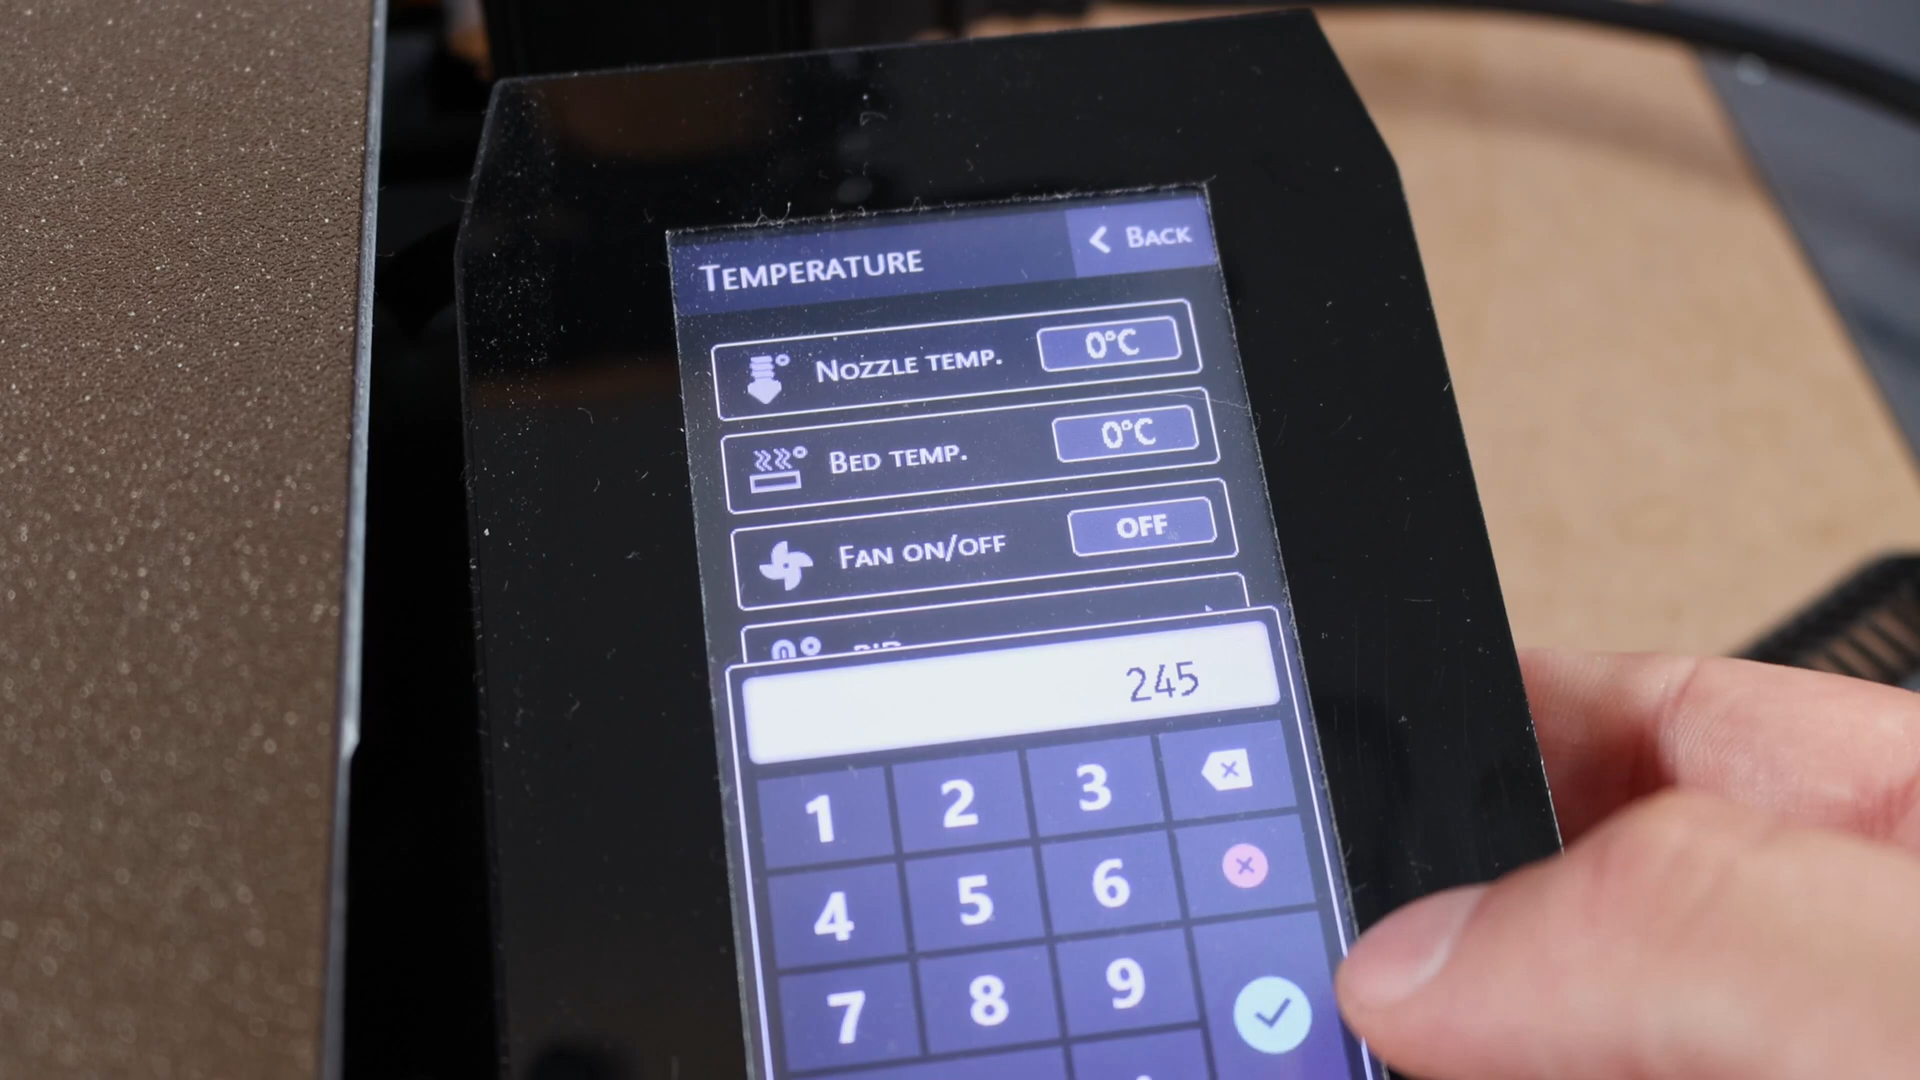 TEMPERATURE
BACK
NOZZLE TEMP.
0°C
BED TEMP.
0°C
FAN ON/OFF
OFF
245
1 2 3
4 5 6
7 8 9